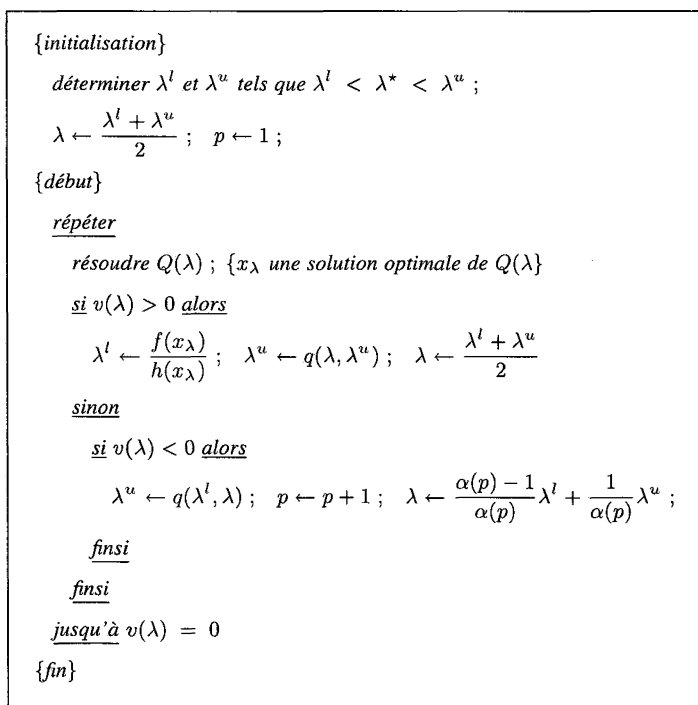 {initialisation}
déterminer λ^l et λ^u tels que λ^l < λ* < λ^u ;
λ ← (λ^l + λ^u)/2 ; p ← 1 ;
{début}
répéter
résoudre Q(λ) ; {x_λ une solution optimale de Q(λ}
si v(λ) > 0 alors
λ^l ← f(x_λ)/h(x_λ) ; λ^u ← q(λ, λ^u) ; λ ← (λ^l + λ^u)/2
sinon
si v(λ) < 0 alors
λ^u ← q(λ^l, λ) ; p ← p + 1 ; λ ← (α(p) − 1)/α(p) λ^l + 1/α(p) λ^u ;
finsi
finsi
jusqu'à v(λ) = 0
{fin}